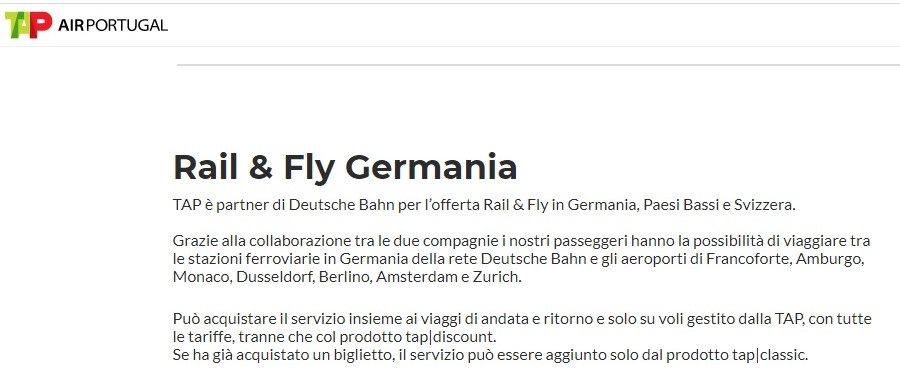 TAP AIRPORTUGAL
Rail & Fly Germania
TAP è partner di Deutsche Bahn per l'offerta Rail & Fly in Germania, Paesi Bassi e Svizzera.
Grazie alla collaborazione tra le due compagnie i nostri passeggeri hanno la possibilità di viaggiare tra
le stazioni ferroviarie in Germania della rete Deutsche Bahn e gli aeroporti di Francoforte, Amburgo,
Monaco, Dusseldorf, Berlino, Amsterdam e Zurich.
Può acquistare il servizio insieme ai viaggi di andata e ritorno e solo su voli gestito dalla TAP, con tutte
le tariffe, tranne che col prodotto tap|discount.
Se ha già acquistato un biglietto, il servizio può essere aggiunto solo dal prodotto tap|classic.